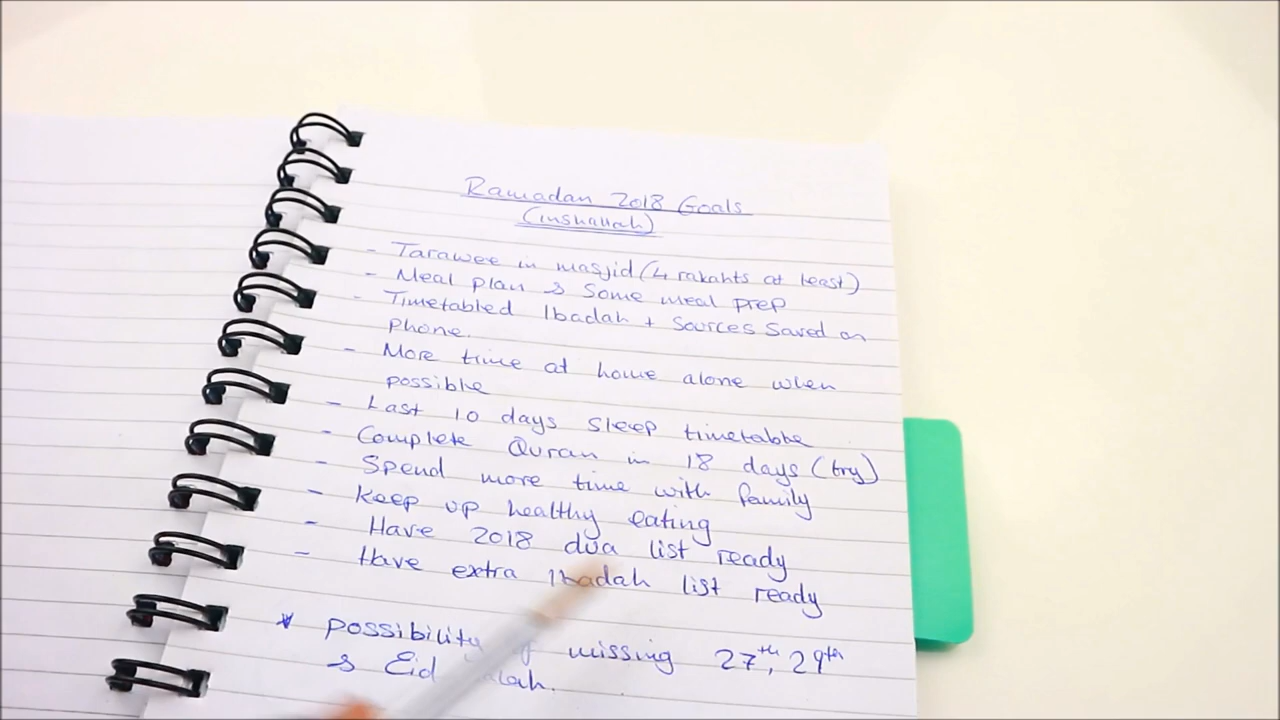 Ramadan 2018 Goals
(inshallah)
- Tarawee in masjid (4 rakahts at least)
- Meal plan & Some meal prep
- Timetabled Ibadah + Sources Saved on
phone.
- More time at home alone when
possible
- Last 10 days sleep timetable
- Complete Quran in 18 days (try)
- Spend more time with family
- Keep up healthy eating
- Have 2018 dua list ready
- Have extra Ibadah list ready
* possibility missing 27th, 29th
& Eid